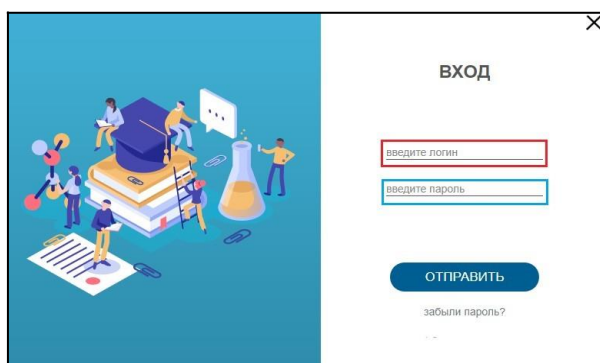 ВХОД
введите логин
введите пароль
ОТПРАВИТЬ
забыли пароль?